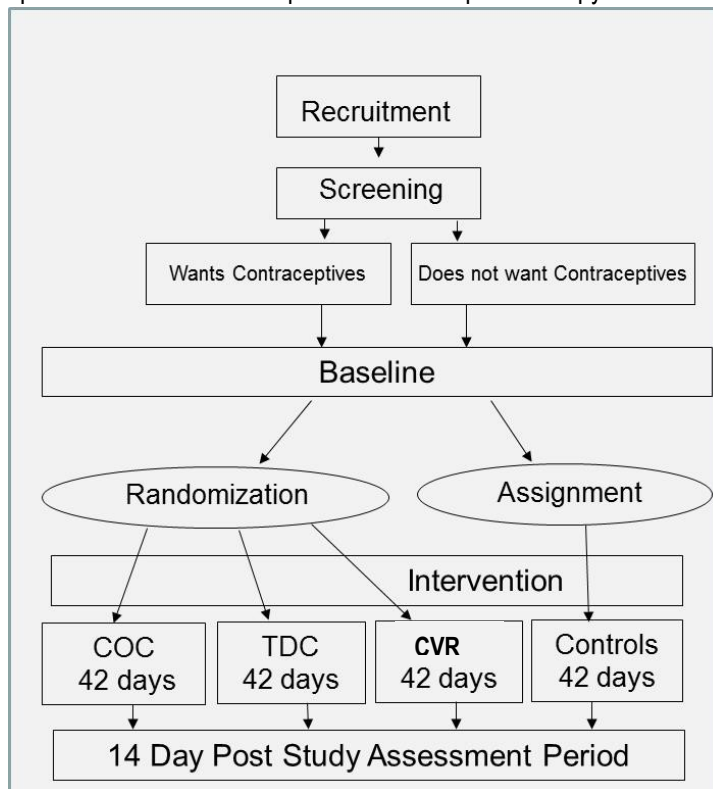 Recruitment
Screening
Wants Contraceptives
Does not want Contraceptives
Baseline
Randomization
Assignment
Intervention
COC
42 days
TDC
42 days
CVR
42 days
Controls
42 days
14 Day Post Study Assessment Period